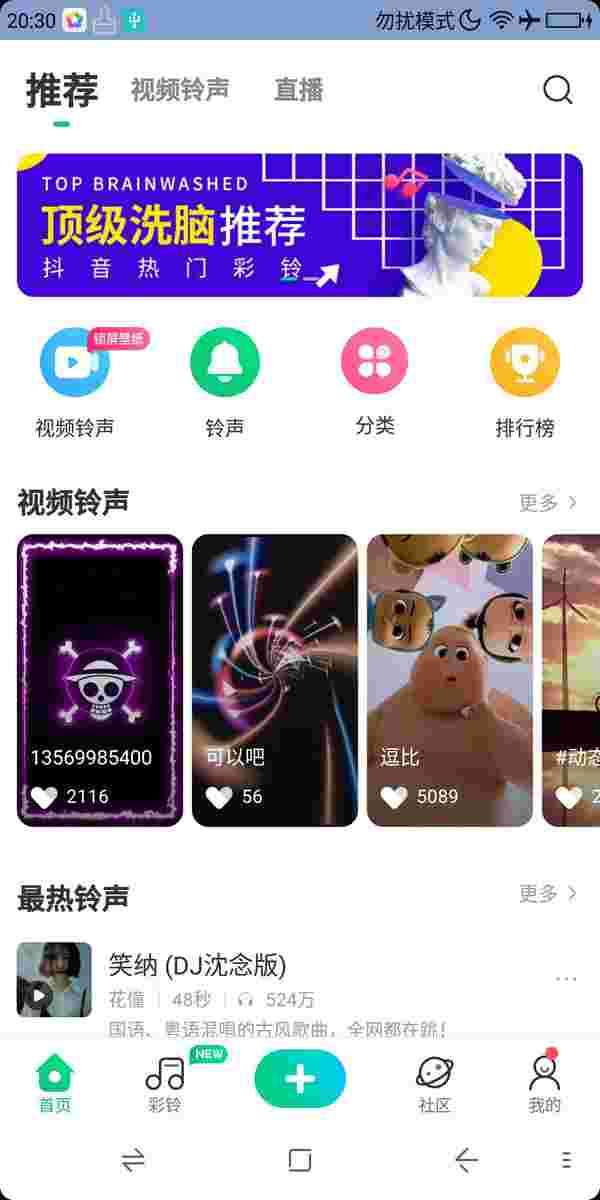 20:30 勿扰模式
推荐 视频铃声 直播
TOP BRAINWASHED
顶级洗脑推荐
抖音热门彩铃
锁屏壁纸
视频铃声 铃声 分类 排行榜
视频铃声 更多
13569985400 可以吧 逗比 #动态
2116 56 5089 2
最热铃声 更多
笑纳 (DJ沈念版)
花僮 48秒 524万
国语、粤语混唱的古风歌曲，全网都在跳！
NEW
首页 彩铃 社区 我的